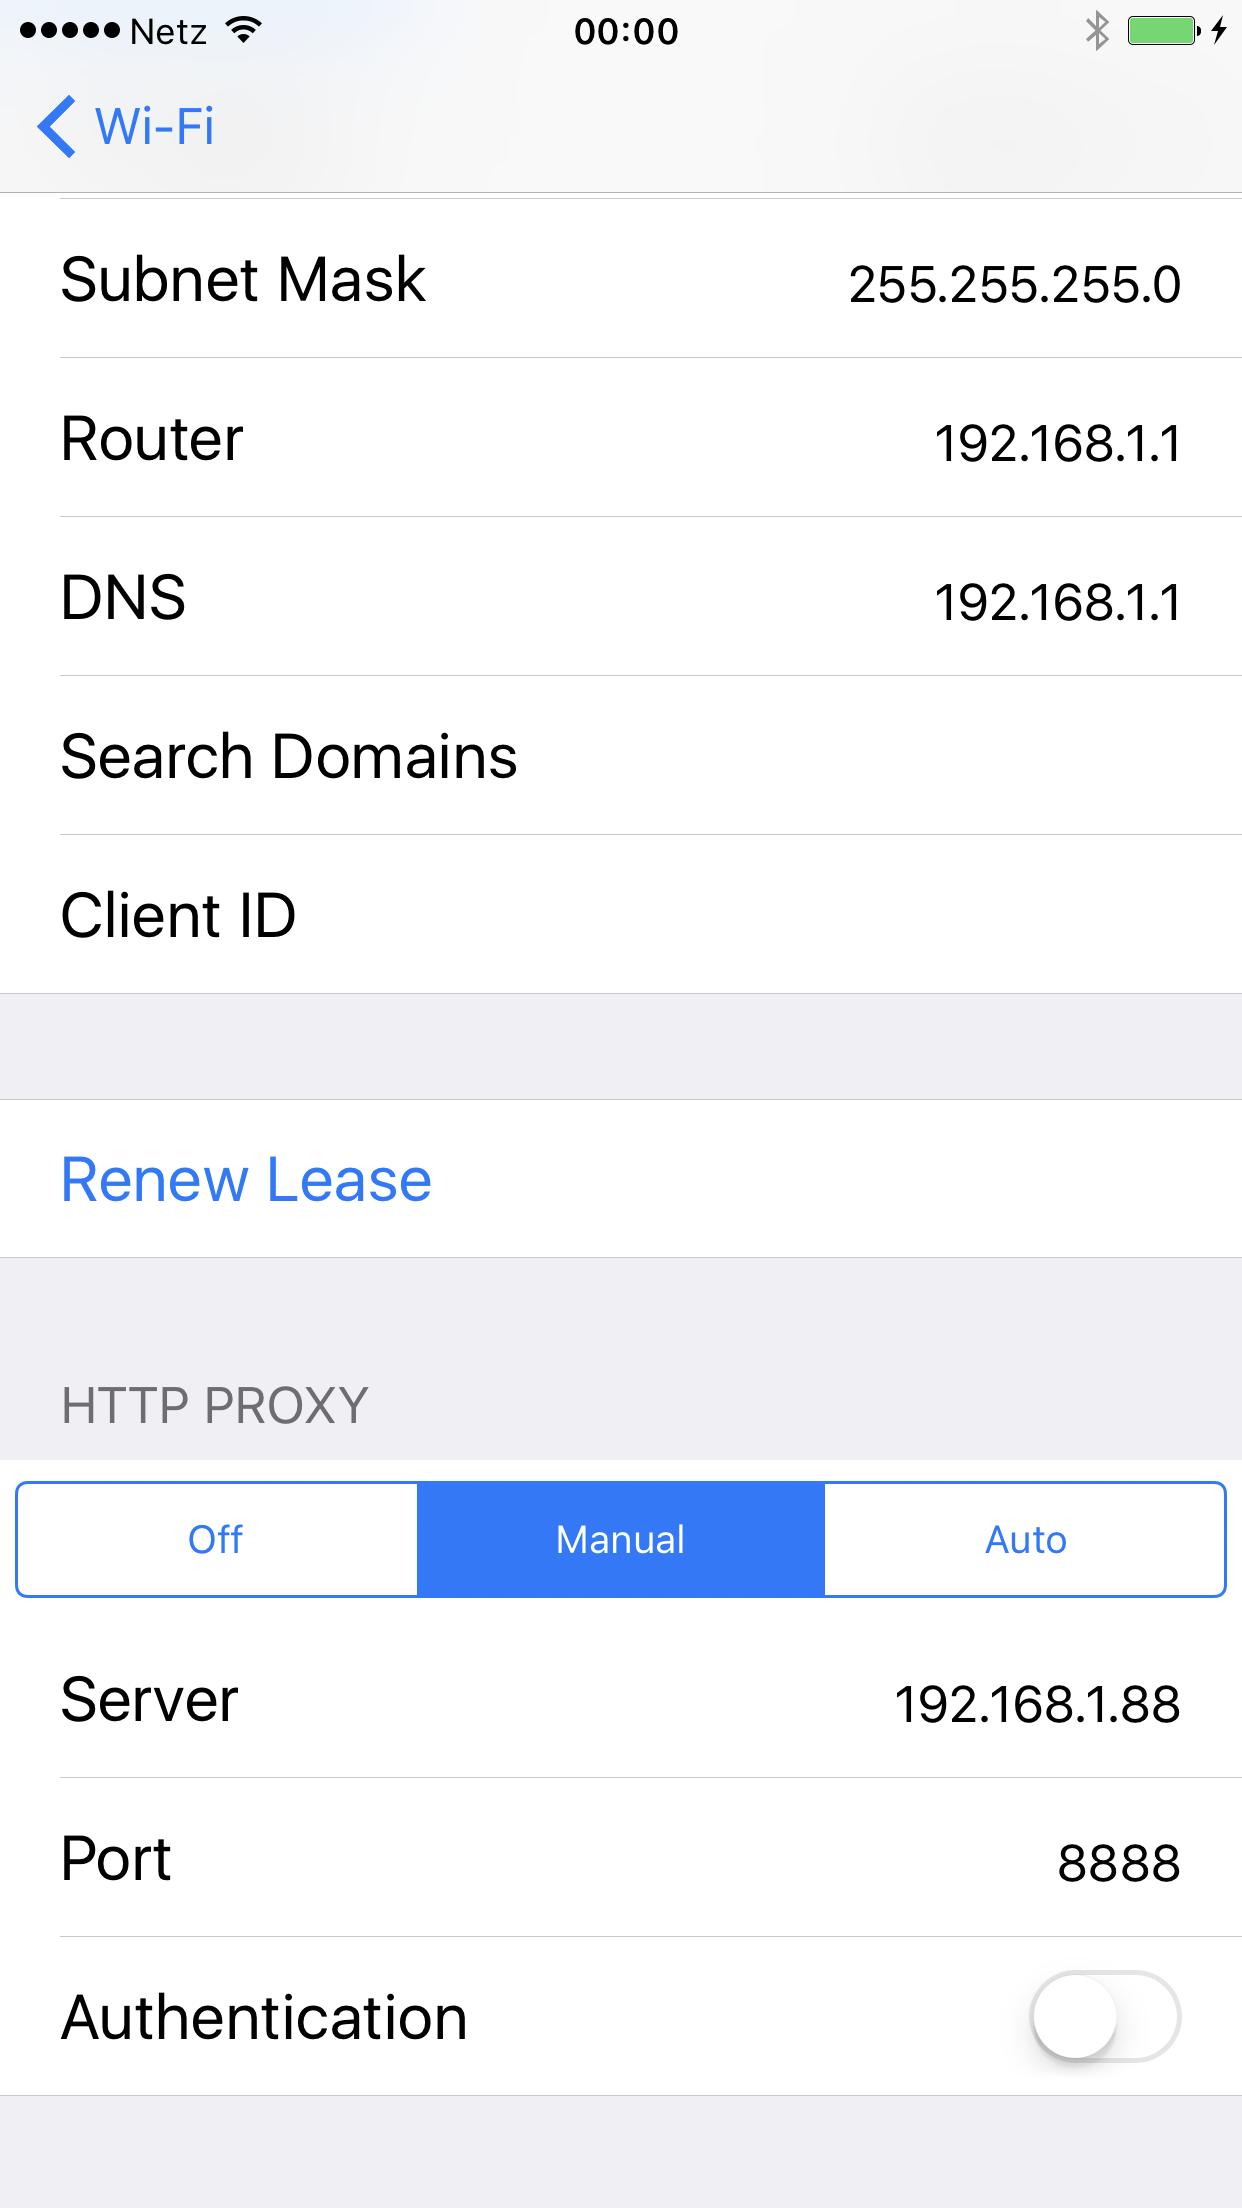 Netz 00:00
Wi-Fi
Subnet Mask 255.255.255.0
Router 192.168.1.1
DNS 192.168.1.1
Search Domains
Client ID
Renew Lease
HTTP PROXY
Off Manual Auto
Server 192.168.1.88
Port 8888
Authentication